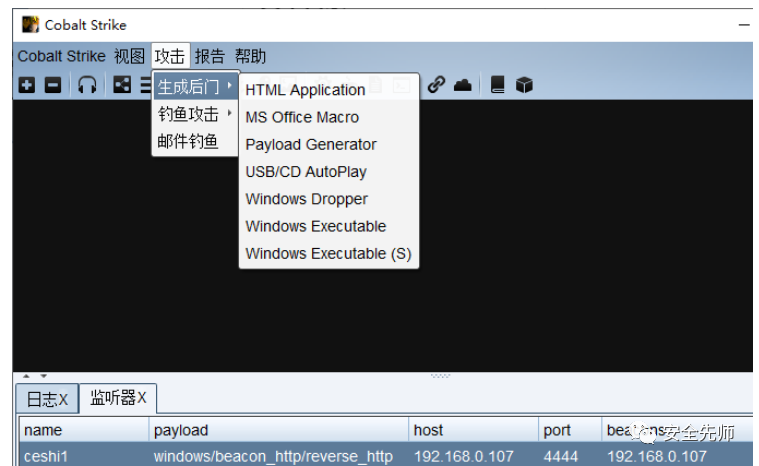 Cobalt Strike
Cobalt Strike 视图 攻击 报告 帮助
生成后门
钓鱼攻击
邮件钓鱼
HTML Application
MS Office Macro
Payload Generator
USB/CD AutoPlay
Windows Dropper
Windows Executable
Windows Executable (S)
日志X 监听器X
name payload host port
ceshi1 windows/beacon_http/reverse_http 192.168.0.107 4444 192.168.0.107
安全先师